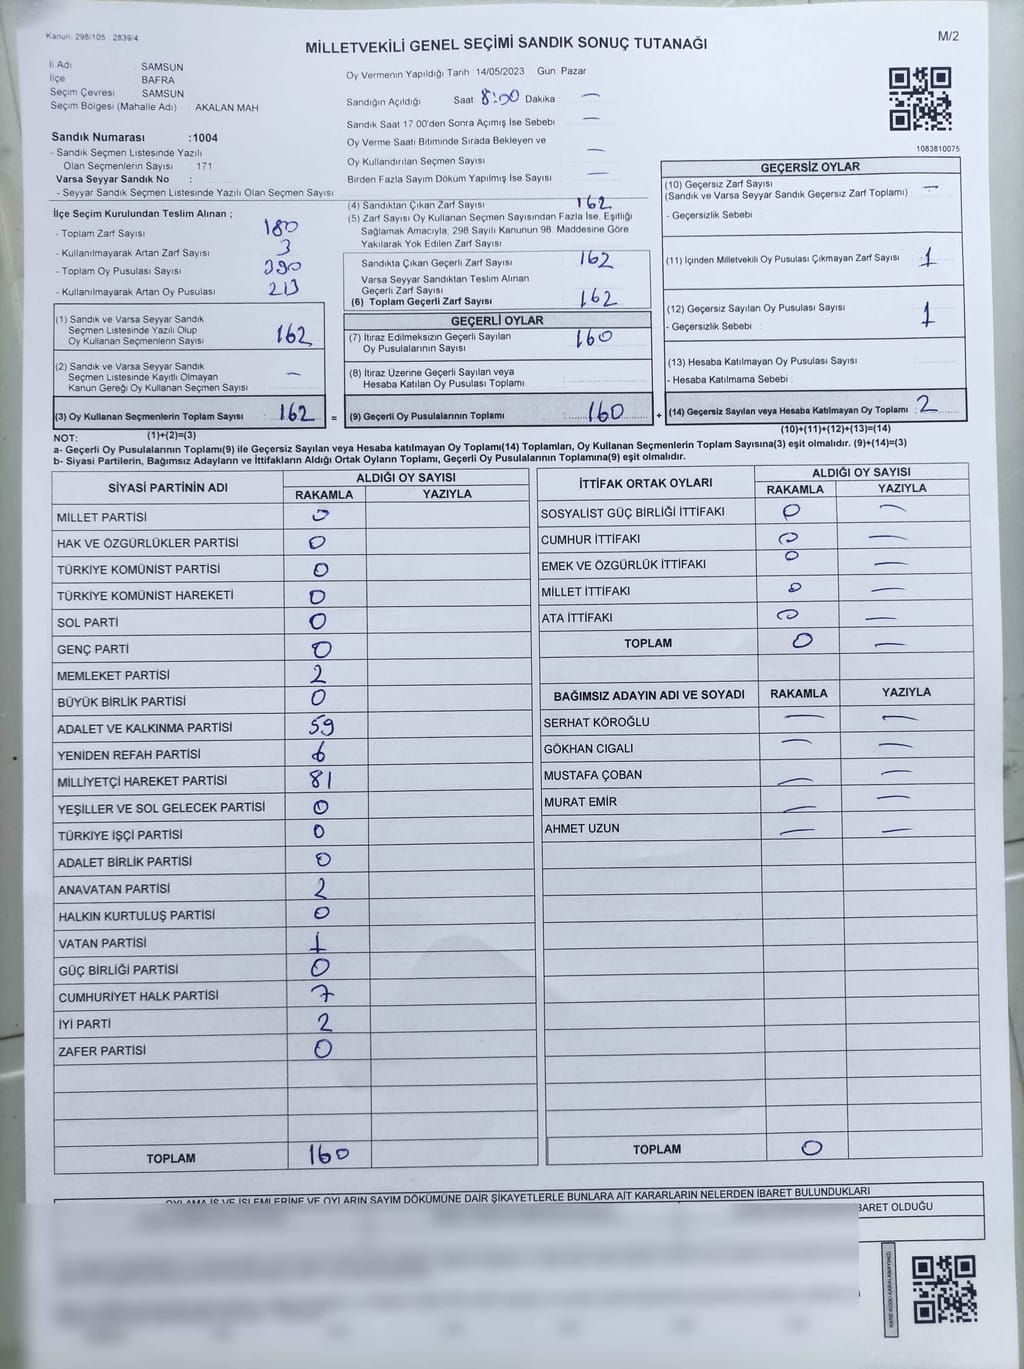 Kanun: 298/105 2839/4
MİLLETVEKİLİ GENEL SEÇİMİ SANDIK SONUÇ TUTANAĞI
M/2
İl Adı SAMSUN
İlçe BAFRA
Seçim Çevresi SAMSUN
Seçim Bölgesi (Mahalle Adı) AKALAN MAH
Sandık Numarası :1004
- Sandık Seçmen Listesinde Yazılı
Olan Seçmenlerin Sayısı : 171
Varsa Seyyar Sandık No :
- Seyyar Sandık Seçmen Listesinde Yazılı Olan Seçmen Sayısı
Oy Vermenin Yapıldığı Tarih 14/05/2023 Gün: Pazar
Sandığın Açıldığı Saat 8:00 Dakika —
Sandık Saat 17.00'den Sonra Açımış İse Sebebi —
Oy Verme Saati Bitiminde Sırada Bekleyen ve
Oy Kullandırılan Seçmen Sayısı —
Birden Fazla Sayım Döküm Yapılmış İse Sayısı —
1083810075
İlçe Seçim Kurulundan Teslim Alınan ;
- Toplam Zarf Sayısı 180
- Kullanılmayarak Artan Zarf Sayısı 3
- Toplam Oy Pusulası Sayısı
- Kullanılmayarak Artan Oy Pusulası 213
(1) Sandık ve Varsa Seyyar Sandık
Seçmen Listesinde Yazılı Olup
Oy Kullanan Seçmenlerin Sayısı 162
(2) Sandık ve Varsa Seyyar Sandık
Seçmen Listesinde Kayıtlı Olmayan
Kanun Gereği Oy Kullanan Seçmen Sayısı —
(3) Oy Kullanan Seçmenlerin Toplam Sayısı : 162 =
(4) Sandıktan Çıkan Zarf Sayısı 162
(5) Zarf Sayısı Oy Kullanan Seçmen Sayısından Fazla İse, Eşitliği
Sağlamak Amacıyla, 298 Sayılı Kanunun 98. Maddesine Göre
Yakılarak Yok Edilen Zarf Sayısı
Sandıkta Çıkan Geçerli Zarf Sayısı 162
Varsa Seyyar Sandıktan Teslim Alınan
Geçerli Zarf Sayısı
(6) Toplam Geçerli Zarf Sayısı 162
GEÇERLİ OYLAR
(7) İtiraz Edilmeksizin Geçerli Sayılan
Oy Pusulalarının Sayısı 160
(8) İtiraz Üzerine Geçerli Sayılan veya
Hesaba Katılan Oy Pusulası Toplamı
(9) Geçerli Oy Pusulalarının Toplamı : 160 +
GEÇERSİZ OYLAR
(10) Geçersiz Zarf Sayısı
(Sandık ve Varsa Seyyar Sandık Geçersiz Zarf Toplamı) —
- Geçersizlik Sebebi :
(11) İçinden Milletvekili Oy Pusulası Çıkmayan Zarf Sayısı 1
(12) Geçersiz Sayılan Oy Pusulası Sayısı 1
- Geçersizlik Sebebi :
(13) Hesaba Katılmayan Oy Pusulası Sayısı
- Hesaba Katılmama Sebebi :
(14) Geçersiz Sayılan veya Hesaba Katılmayan Oy Toplamı : 2
NOT: (1)+(2)=(3)
(10)+(11)+(12)+(13)=(14)
a- Geçerli Oy Pusulalarının Toplamı(9) ile Geçersiz Sayılan veya Hesaba katılmayan Oy Toplamı(14) Toplamları, Oy Kullanan Seçmenlerin Toplam Sayısına(3) eşit olmalıdır. (9)+(14)=(3)
b- Siyasi Partilerin, Bağımsız Adayların ve İttifakların Aldığı Ortak Oyların Toplamı, Geçerli Oy Pusulalarının Toplamına(9) eşit olmalıdır.
SİYASİ PARTİNİN ADI ALDIĞI OY SAYISI
RAKAMLA YAZIYLA
MİLLET PARTİSİ 0
HAK VE ÖZGÜRLÜKLER PARTİSİ 0
TÜRKİYE KOMÜNİST PARTİSİ 0
TÜRKİYE KOMÜNİST HAREKETİ 0
SOL PARTİ 0
GENÇ PARTİ 0
MEMLEKET PARTİSİ 2
BÜYÜK BİRLİK PARTİSİ 0
ADALET VE KALKINMA PARTİSİ 59
YENİDEN REFAH PARTİSİ 6
MİLLİYETÇİ HAREKET PARTİSİ 81
YEŞİLLER VE SOL GELECEK PARTİSİ 0
TÜRKİYE İŞÇİ PARTİSİ 0
ADALET BİRLİK PARTİSİ 0
ANAVATAN PARTİSİ 2
HALKIN KURTULUŞ PARTİSİ 0
VATAN PARTİSİ 1
GÜÇ BİRLİĞİ PARTİSİ 0
CUMHURİYET HALK PARTİSİ 7
İYİ PARTİ 2
ZAFER PARTİSİ 0
TOPLAM 160
İTTİFAK ORTAK OYLARI ALDIĞI OY SAYISI
RAKAMLA YAZIYLA
SOSYALİST GÜÇ BİRLİĞİ İTTİFAKI 0 —
CUMHUR İTTİFAKI 0 —
EMEK VE ÖZGÜRLÜK İTTİFAKI 0 —
MİLLET İTTİFAKI 0 —
ATA İTTİFAKI 0 —
TOPLAM 0 —
BAĞIMSIZ ADAYIN ADI VE SOYADI RAKAMLA YAZIYLA
SERHAT KÖROĞLU — —
GÖKHAN CIGALI — —
MUSTAFA ÇOBAN — —
MURAT EMİR — —
AHMET UZUN — —
TOPLAM 0
OYLAMA İŞ VE İŞLEMLERİNE VE OYLARIN SAYIM DÖKÜMÜNE DAİR ŞİKAYETLERLE BUNLARA AİT KARARLARIN NELERDEN İBARET BULUNDUKLARI
BARET OLDUĞU
KARE KODU KARALAMAYINIZ!